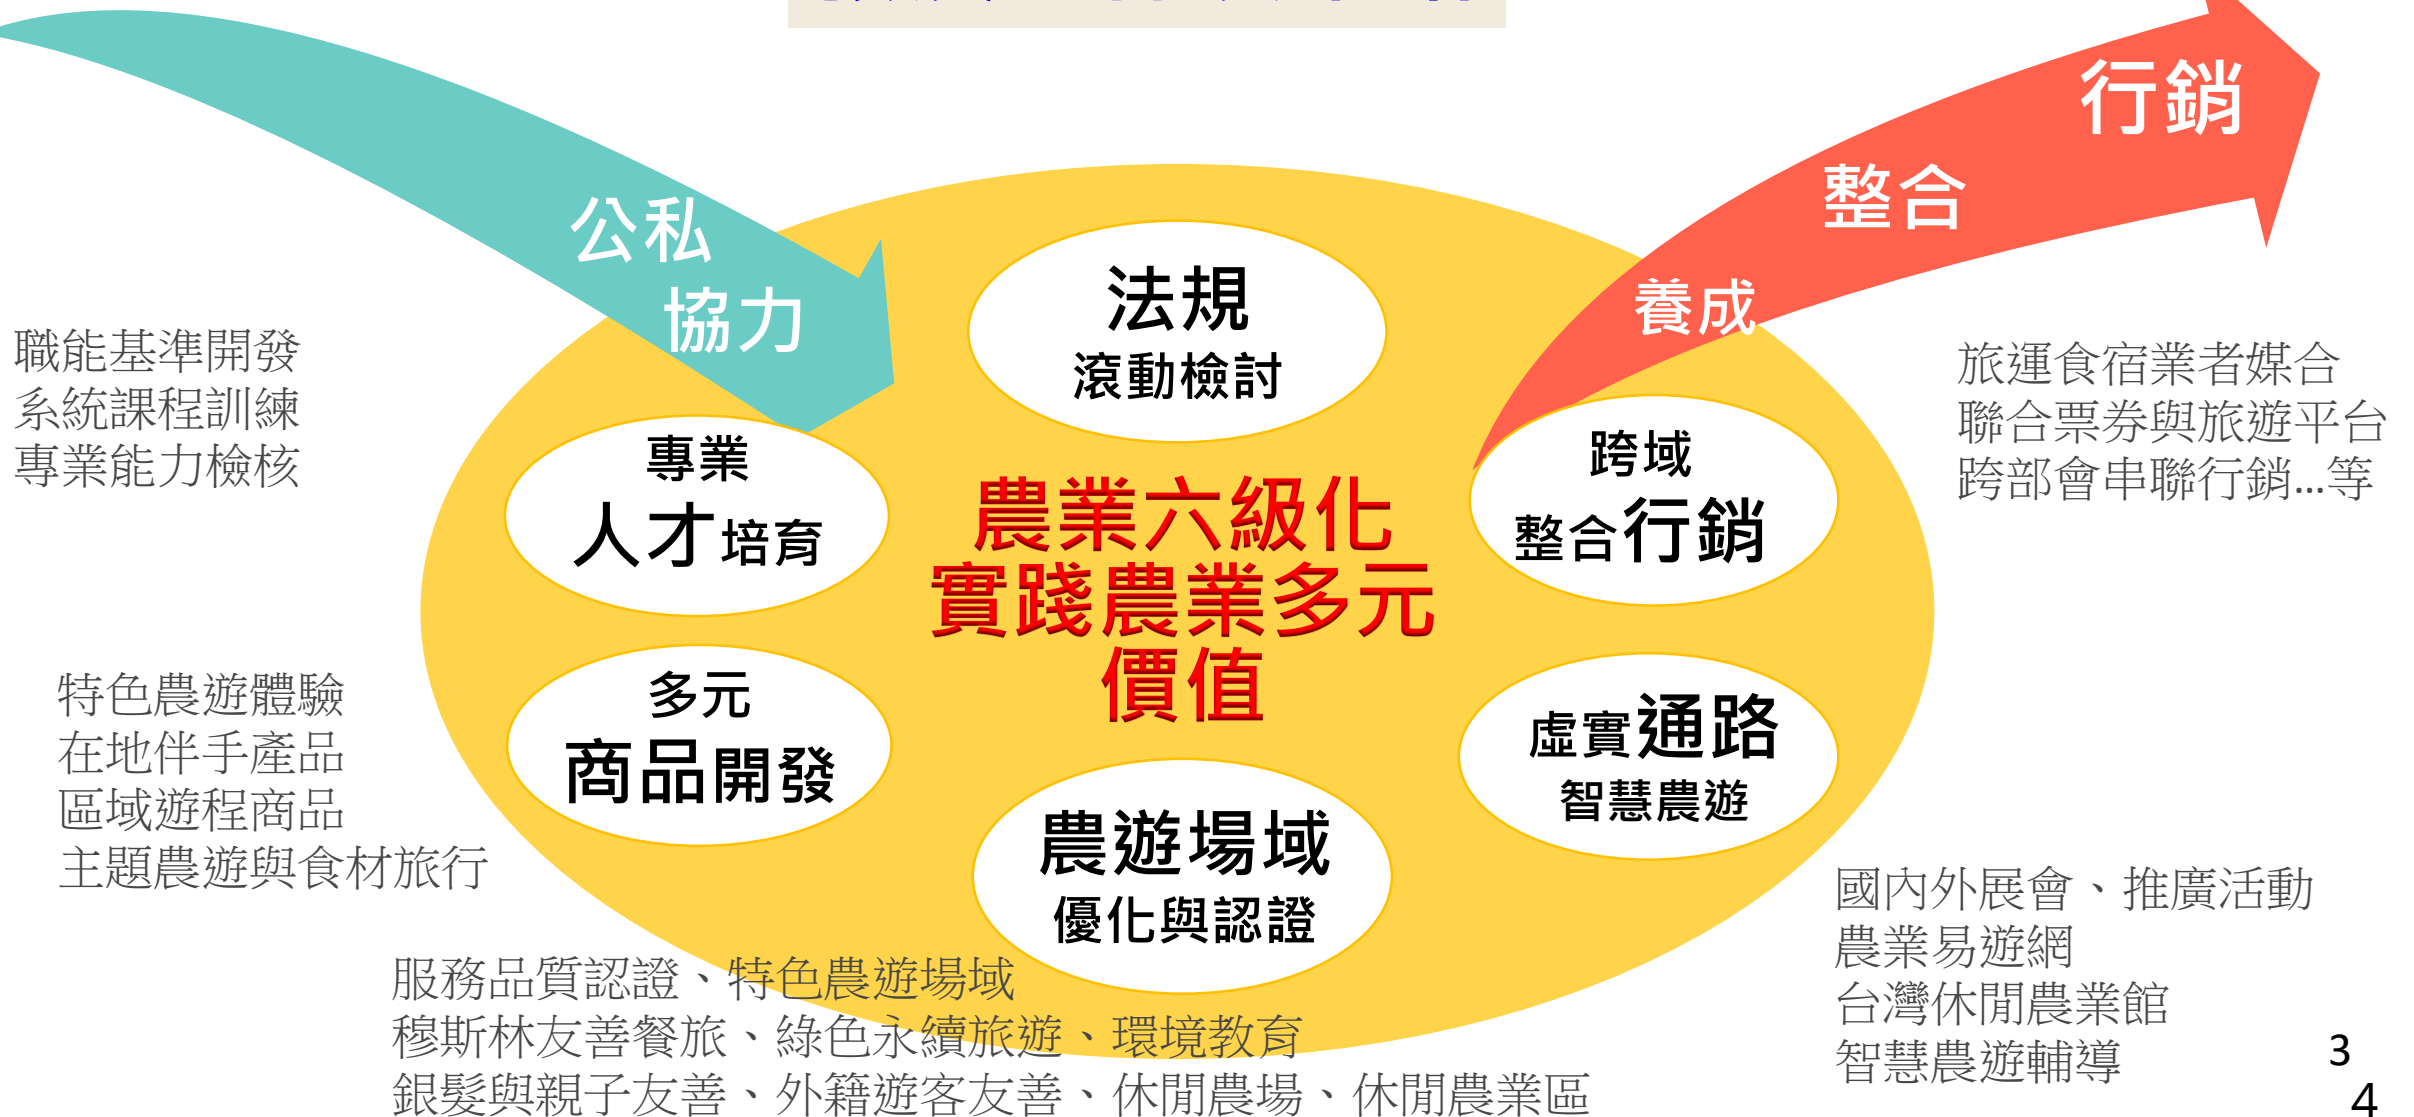 行銷
整合
養成
公私
協力
法規
滾動檢討
職能基準開發
系統課程訓練
專業能力檢核
專業
人才培育
農業六級化
實踐農業多元
價值
跨域
整合行銷
旅運食宿業者媒合
聯合票券與旅遊平台
跨部會串聯行銷...等
特色農遊體驗
在地伴手產品
區域遊程商品
主題農遊與食材旅行
多元
商品開發
虛實通路
智慧農遊
農遊場域
優化與認證
服務品質認證、特色農遊場域
穆斯林友善餐旅、綠色永續旅遊、環境教育
銀髮與親子友善、外籍遊客友善、休閒農場、休閒農業區
國內外展會、推廣活動
農業易遊網
台灣休閒農業館
智慧農遊輔導
3
4